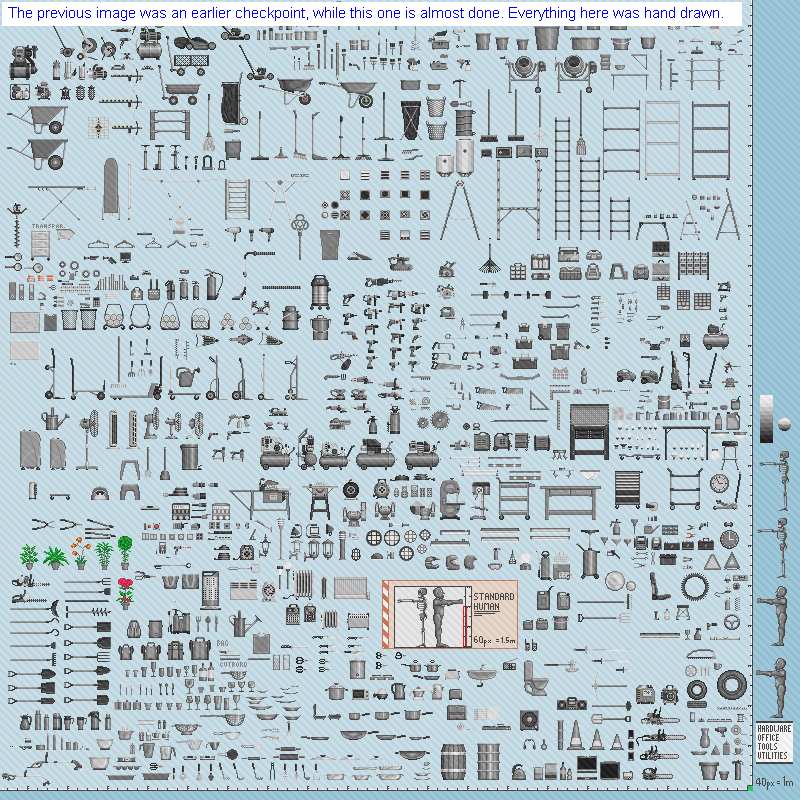 The previous image was an earlier checkpoint, while this one is almost done. Everything here was hand drawn.
TRANSPAR.
STANDARD
HUMAN
60px = 1.5m
BAG
CUTBORD
HARDWARE
OFFICE
TOOLS
UTILITIES
40px = 1m